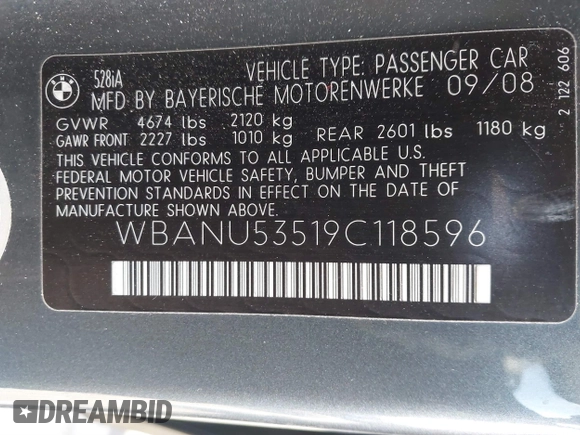 BMW
528iA
VEHICLE TYPE: PASSENGER CAR
MFD BY BAYERISCHE MOTORENWERKE 09/08
GVWR 4674 lbs 2120 kg
GAWR FRONT 2227 lbs 1010 kg REAR 2601 lbs 1180 kg
THIS VEHICLE CONFORMS TO ALL APPLICABLE U.S.
FEDERAL MOTOR VEHICLE SAFETY, BUMPER AND THEFT
PREVENTION STANDARDS IN EFFECT ON THE DATE OF
MANUFACTURE SHOWN ABOVE.
WBANU53519C118596
2 122 606
DREAMBID